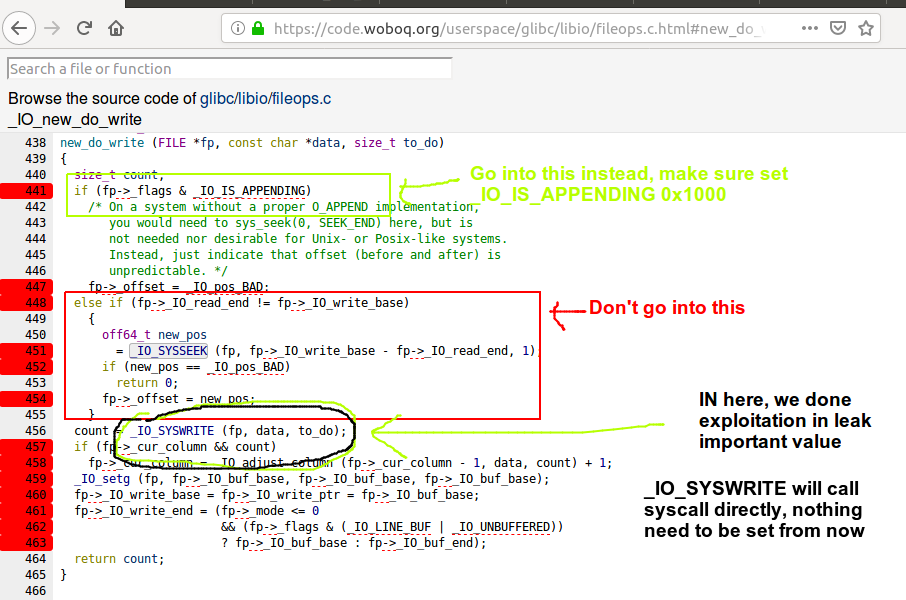 https://code.woboq.org/userspace/glibc/libio/fileops.c.html#new_do_w
Search a file or function
Browse the source code of glibc/libio/fileops.c
_IO_new_do_write
438 new_do_write (FILE *fp, const char *data, size_t to_do)
439 {
440 size_t count;
441 if (fp->_flags & _IO_IS_APPENDING)
442 /* On a system without a proper O_APPEND implementation,
443 you would need to sys_seek(0, SEEK_END) here, but is
444 not needed nor desirable for Unix- or Posix-like systems.
445 Instead, just indicate that offset (before and after) is
446 unpredictable. */
447 fp->_offset = _IO_pos_BAD;
448 else if (fp->_IO_read_end != fp->_IO_write_base)
449 {
450 off64_t new_pos
451 = _IO_SYSSEEK (fp, fp->_IO_write_base - fp->_IO_read_end, 1);
452 if (new_pos == _IO_pos_BAD)
453 return 0;
454 fp->_offset = new_pos;
455 }
456 count = _IO_SYSWRITE (fp, data, to_do);
457 if (fp->_cur_column && count)
458 fp->_cur_column = _IO_adjust_column (fp->_cur_column - 1, data, count) + 1;
459 _IO_setg (fp, fp->_IO_buf_base, fp->_IO_buf_base, fp->_IO_buf_base);
460 fp->_IO_write_base = fp->_IO_write_ptr = fp->_IO_buf_base;
461 fp->_IO_write_end = (fp->_mode <= 0
462 && (fp->_flags & (_IO_LINE_BUF | _IO_UNBUFFERED))
463 ? fp->_IO_buf_base : fp->_IO_buf_end);
464 return count;
465 }
466
Go into this instead, make sure set
_IO_IS_APPENDING 0x1000
Don't go into this
IN here, we done
exploitation in leak
important value
_IO_SYSWRITE will call
syscall directly, nothing
need to be set from now